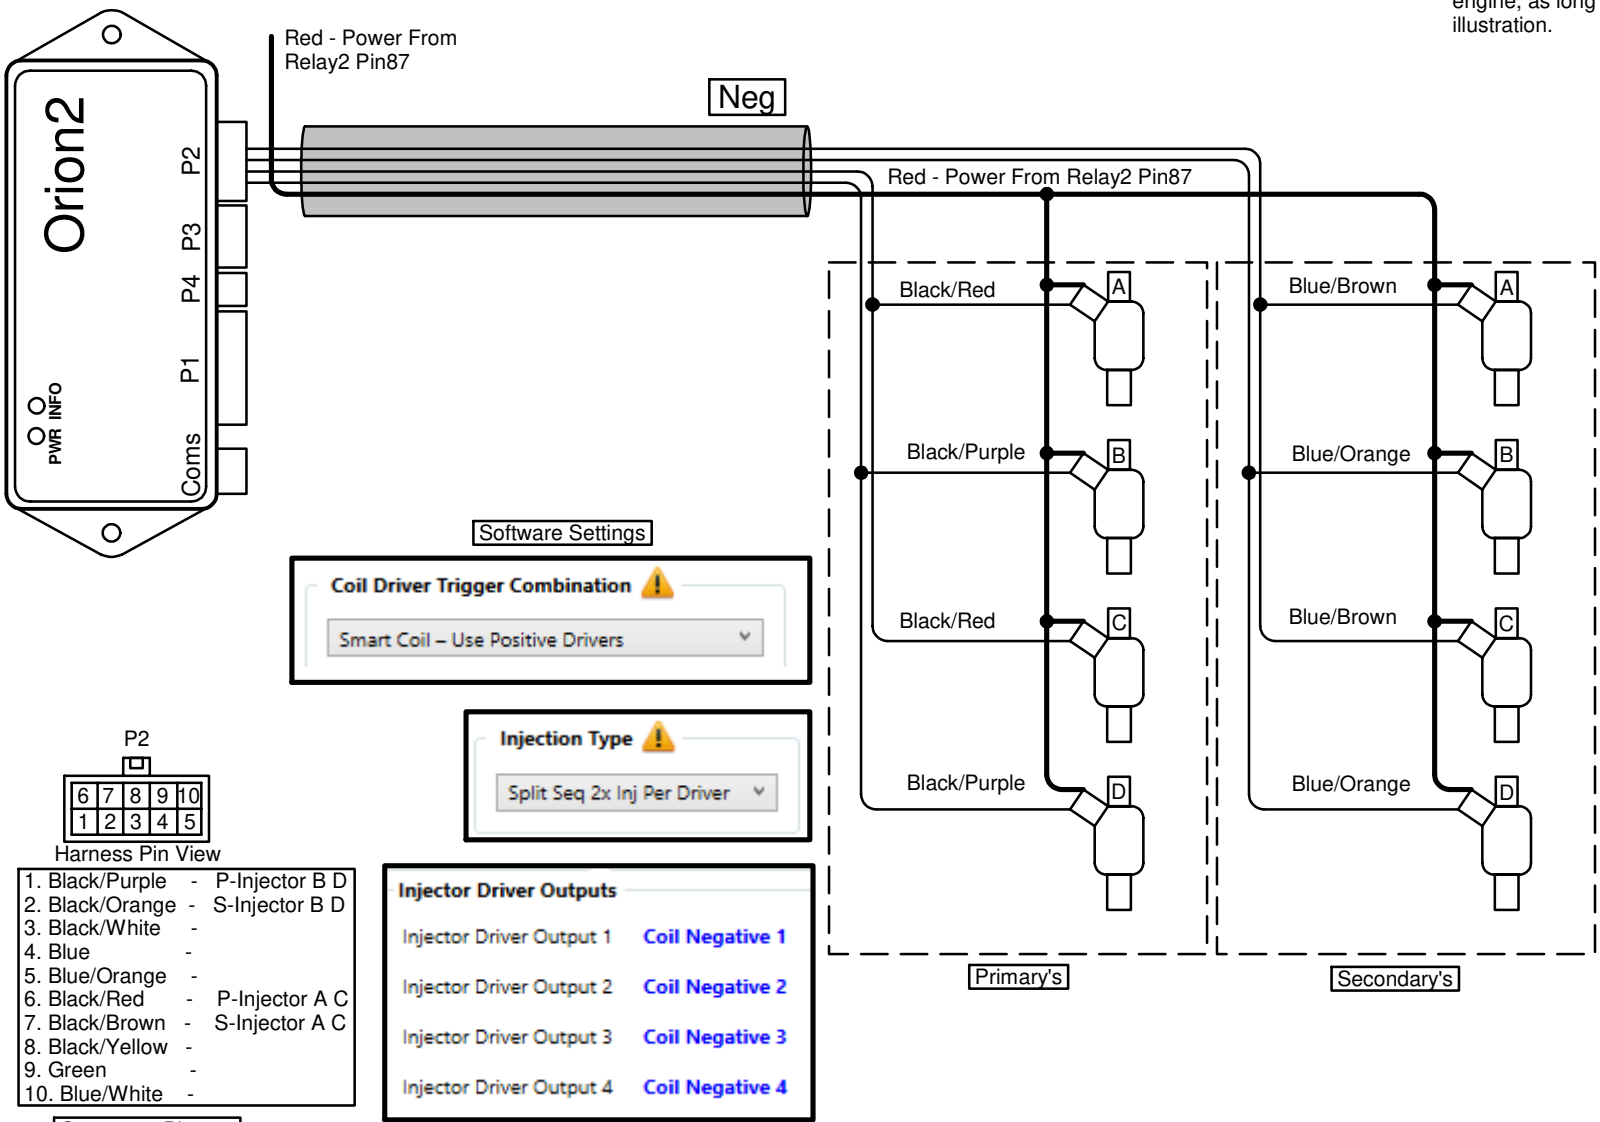 engine, as long
illustration.
Red - Power From
Relay2 Pin87
Neg
Orion2
P2
P3
P4
P1
Coms
PWR
INFO
Red - Power From Relay2 Pin87
Black/Red
A
Blue/Brown
A
Black/Purple
B
Blue/Orange
B
Black/Red
C
Blue/Brown
C
Black/Purple
D
Blue/Orange
D
Primary's
Secondary's
Software Settings
Coil Driver Trigger Combination
Smart Coil – Use Positive Drivers
Injection Type
Split Seq 2x Inj Per Driver
Injector Driver Outputs
Injector Driver Output 1 Coil Negative 1
Injector Driver Output 2 Coil Negative 2
Injector Driver Output 3 Coil Negative 3
Injector Driver Output 4 Coil Negative 4
P2
6 7 8 9 10
1 2 3 4 5
Harness Pin View
1. Black/Purple - P-Injector B D
2. Black/Orange - S-Injector B D
3. Black/White -
4. Blue -
5. Blue/Orange -
6. Black/Red - P-Injector A C
7. Black/Brown - S-Injector A C
8. Black/Yellow -
9. Green -
10. Blue/White -